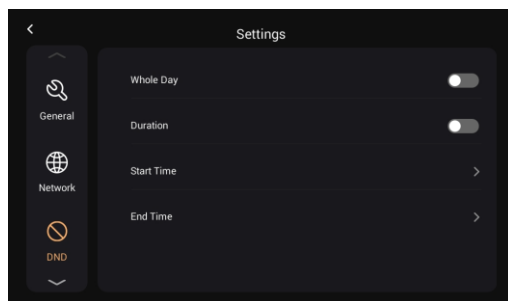 Settings
General
Network
DND
Whole Day
Duration
Start Time
End Time